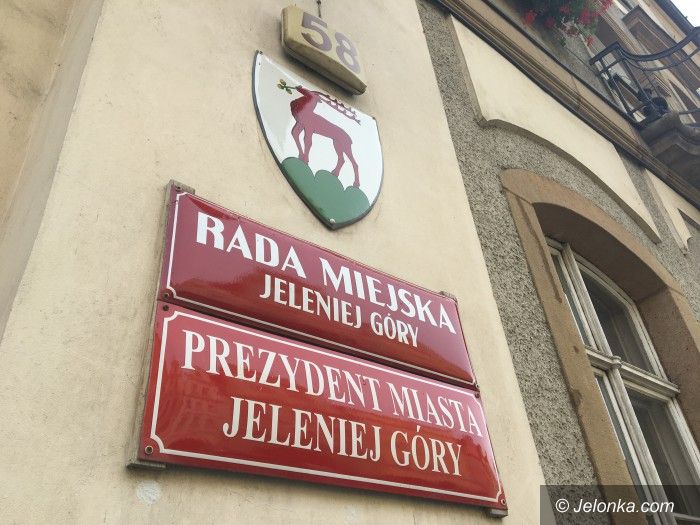 58
RADA MIEJSKA
JELENIEJ GÓRY
PREZYDENT MIASTA
JELENIEJ GÓRY
© Jelonka.com